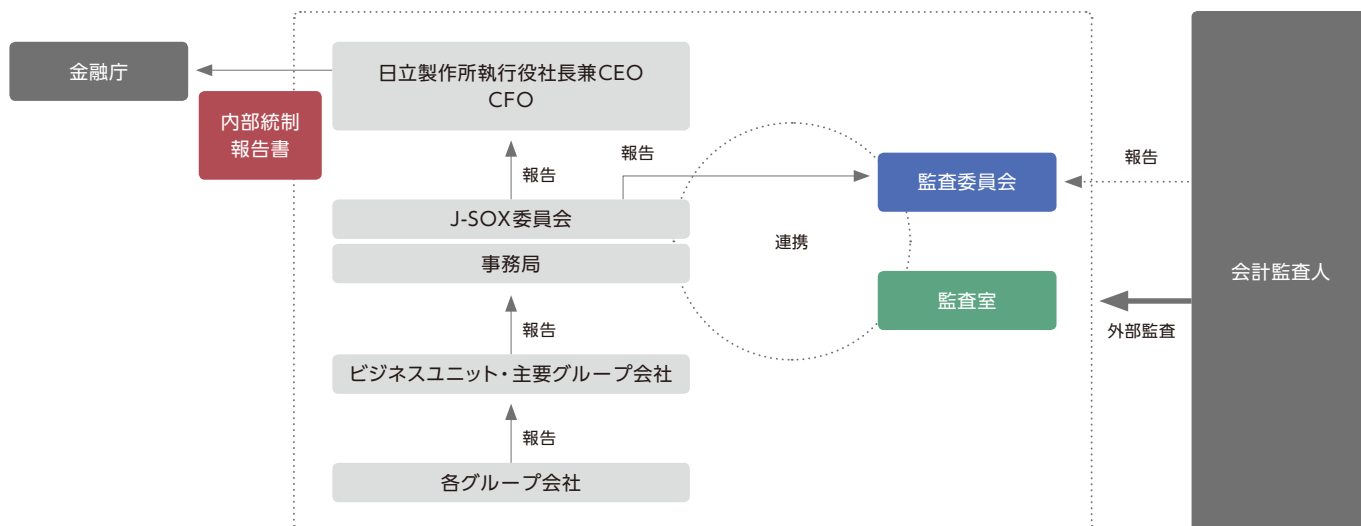 金融庁
内部統制
報告書
日立製作所執行役社長兼CEO
CFO
報告
報告
J-SOX委員会
事務局
報告
ビジネスユニット・主要グループ会社
報告
各グループ会社
連携
監査委員会
監査室
報告
外部監査
会計監査人